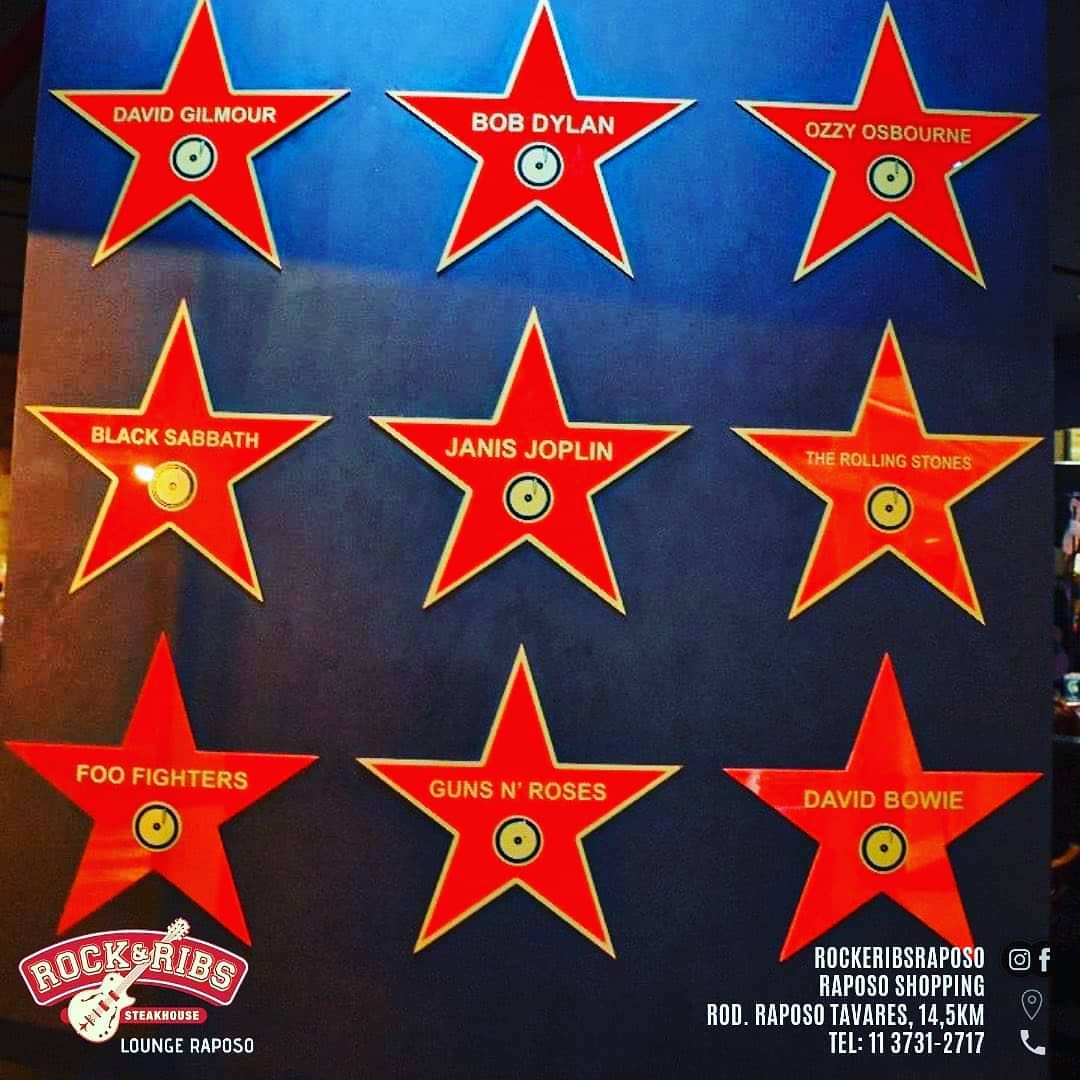 DAVID GILMOUR
BOB DYLAN
OZZY OSBOURNE
BLACK SABBATH
JANIS JOPLIN
THE ROLLING STONES
FOO FIGHTERS
GUNS N' ROSES
DAVID BOWIE
ROCK&RIBS
STEAKHOUSE
LOUNGE RAPOSO
ROCKERIBSRAPOSO
RAPOSO SHOPPING
ROD. RAPOSO TAVARES, 14,5KM
TEL: 11 3731-2717